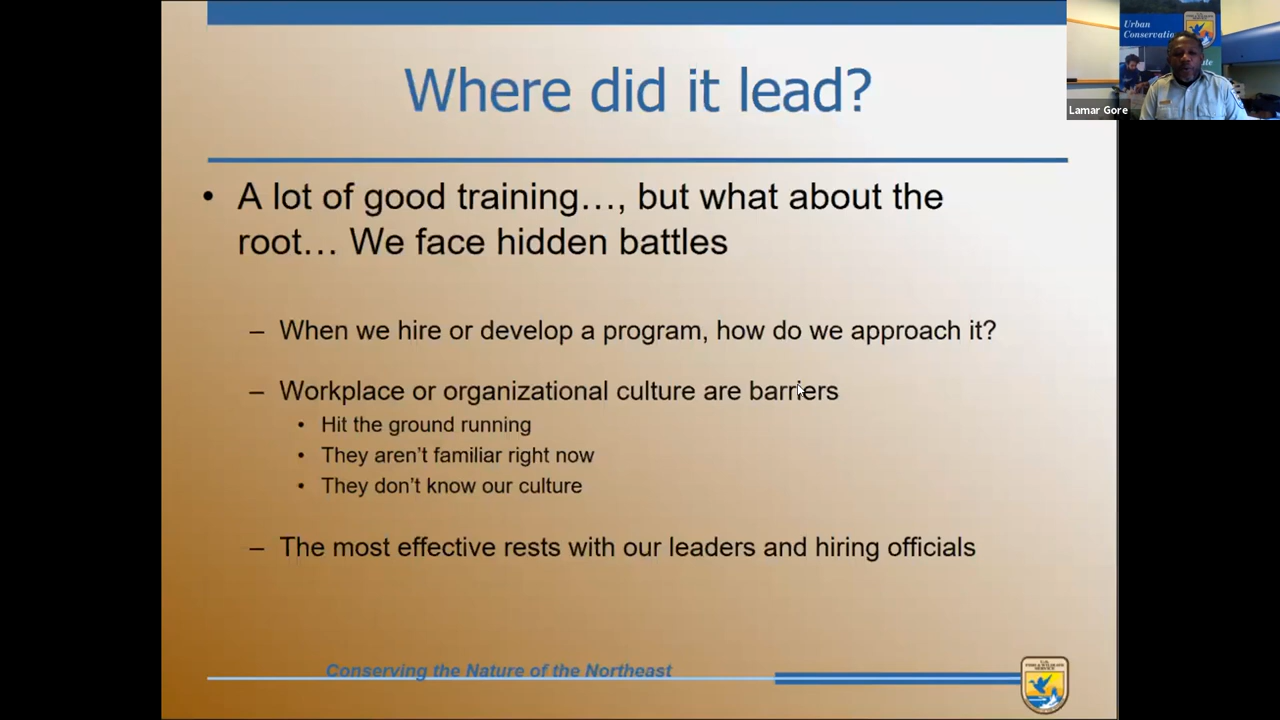 Where did it lead?
• A lot of good training…, but what about the
root… We face hidden battles
– When we hire or develop a program, how do we approach it?
– Workplace or organizational culture are barriers
• Hit the ground running
• They aren’t familiar right now
• They don’t know our culture
– The most effective rests with our leaders and hiring officials
Conserving the Nature of the Northeast
Urban
Lamar Gore